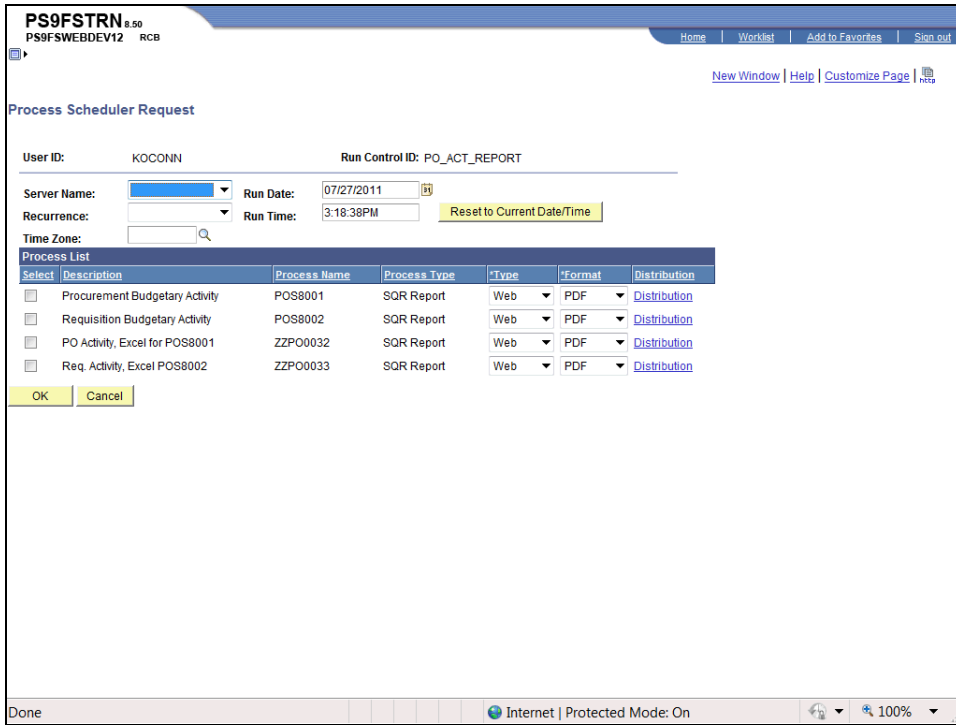 PS9FSTRN 8.50
PS9FSWEBDEV12 RCB
Home Worklist Add to Favorites Sign out
New Window | Help | Customize Page | http
Process Scheduler Request
User ID: KOCONN Run Control ID: PO_ACT_REPORT
Server Name: Run Date: 07/27/2011 31
Recurrence: Run Time: 3:18:38PM Reset to Current Date/Time
Time Zone:
Process List
Select Description Process Name Process Type *Type *Format Distribution
Procurement Budgetary Activity POS8001 SQR Report Web PDF Distribution
Requisition Budgetary Activity POS8002 SQR Report Web PDF Distribution
PO Activity, Excel for POS8001 ZZPO0032 SQR Report Web PDF Distribution
Req. Activity, Excel POS8002 ZZPO0033 SQR Report Web PDF Distribution
OK Cancel
Done Internet | Protected Mode: On 100%